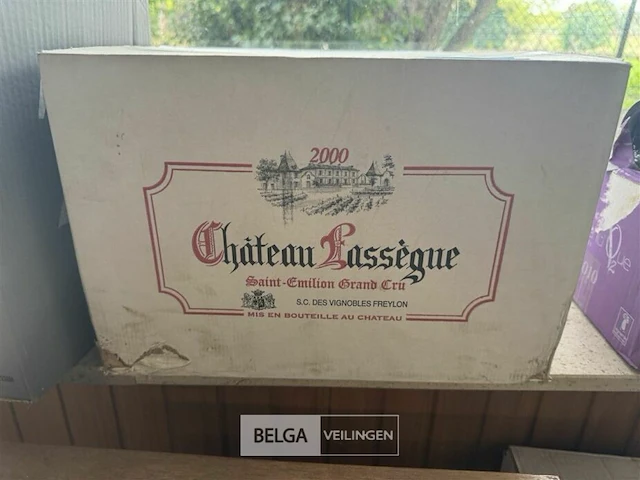 2000
Château Lassègue
Saint-Emilion Grand Cru
S.C. DES VIGNOBLES FREYLON
MIS EN BOUTEILLE AU CHATEAU
BELGA VEILINGEN